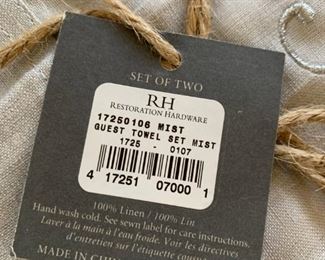 SET OF TWO
RH
RESTORATION HARDWARE
17250106 MIST
GUEST TOWEL SET MIST
1725 - 0107
4 17251 07000 1
100% Linen / 100% Lin
Hand wash cold. See sewn label for care instructions.
Laver à la main à l'eau froide. Voir les directives
d'entretien sur l'étiquette
MADE IN CHIN